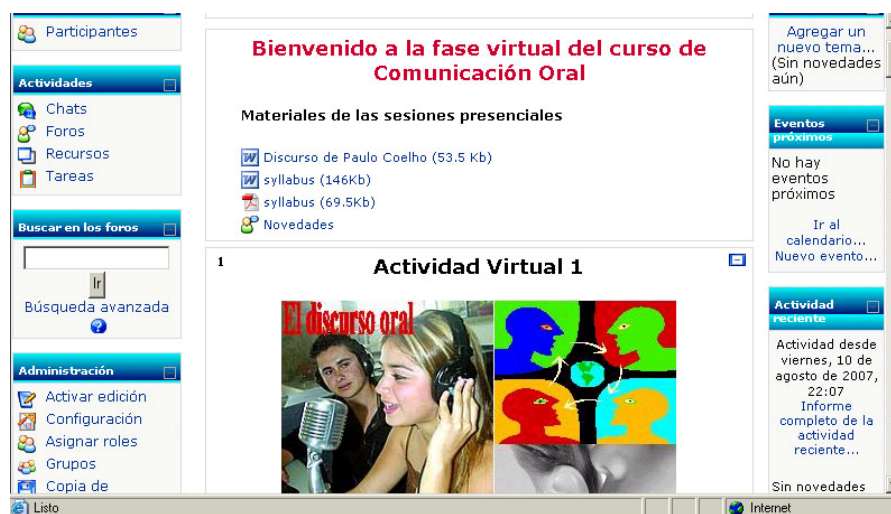 Participantes
Actividades
Chats
Foros
Recursos
Tareas
Buscar en los foros
Ir
Búsqueda avanzada
?
Administración
Activar edición
Configuración
Asignar roles
Grupos
Copia de
Bienvenido a la fase virtual del curso de
Comunicación Oral
Materiales de las sesiones presenciales
Discurso de Paulo Coelho (53.5 Kb)
syllabus (146Kb)
syllabus (69.5Kb)
Novedades
1
Actividad Virtual 1
El discurso oral
Agregar un
nuevo tema...
(Sin novedades
aún)
Eventos
próximos
No hay
eventos
próximos
Ir al
calendario...
Nuevo evento...
Actividad
reciente
Actividad desde
viernes, 10 de
agosto de 2007,
22:07
Informe
completo de la
actividad
reciente...
Sin novedades
Listo
Internet